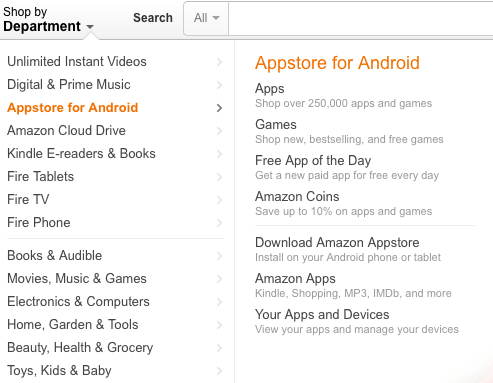 Shop by
Department
Search
All
Unlimited Instant Videos
Digital & Prime Music
Appstore for Android
Amazon Cloud Drive
Kindle E-readers & Books
Fire Tablets
Fire TV
Fire Phone
Books & Audible
Movies, Music & Games
Electronics & Computers
Home, Garden & Tools
Beauty, Health & Grocery
Toys, Kids & Baby
Appstore for Android
Apps
Shop over 250,000 apps and games
Games
Shop new, bestselling, and free games
Free App of the Day
Get a new paid app for free every day
Amazon Coins
Save up to 10% on apps and games
Download Amazon Appstore
Install on your Android phone or tablet
Amazon Apps
Kindle, Shopping, MP3, IMDb, and more
Your Apps and Devices
View your apps and manage your devices